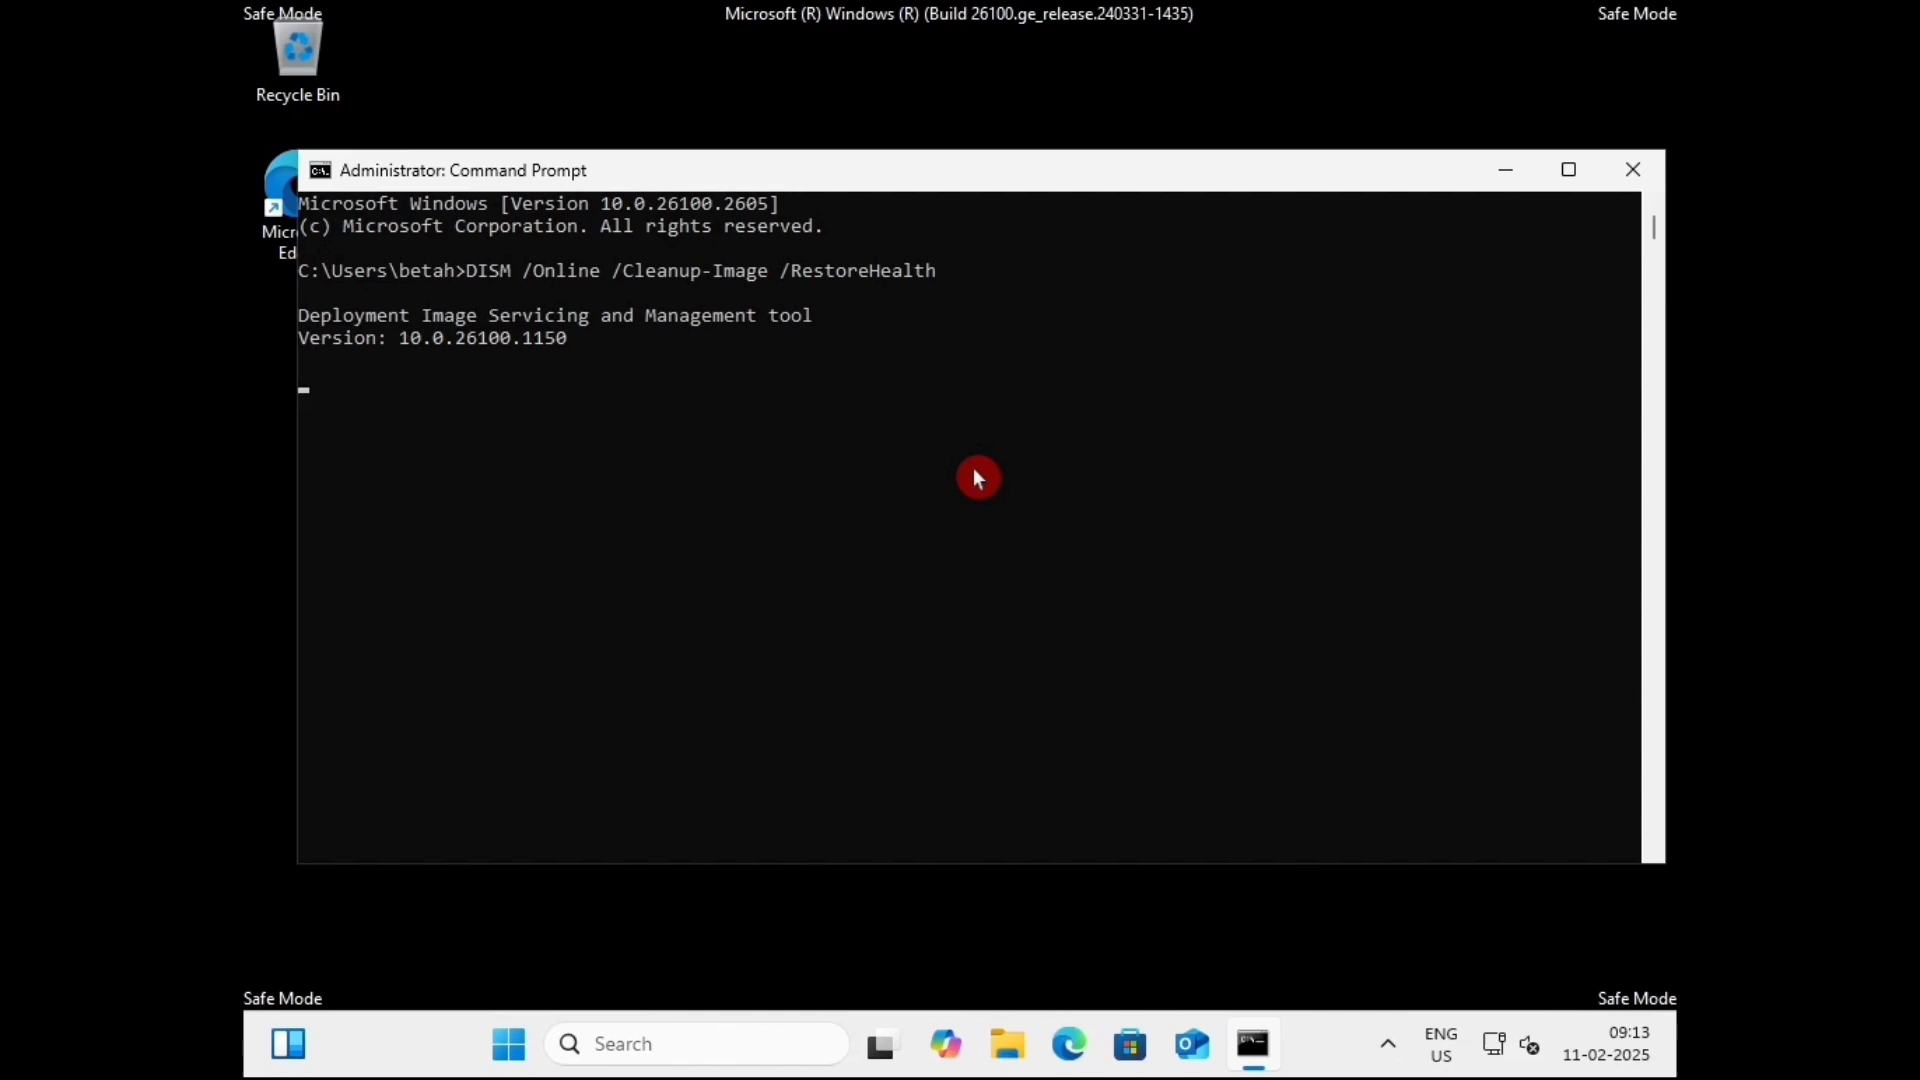 Safe Mode
Microsoft (R) Windows (R) (Build 26100.ge_release.240331-1435)
Safe Mode
Recycle Bin
Administrator: Command Prompt
Micr
Ed
Microsoft Windows [Version 10.0.26100.2605]
(c) Microsoft Corporation. All rights reserved.
C:\Users\betah>DISM /Online /Cleanup-Image /RestoreHealth
Deployment Image Servicing and Management tool
Version: 10.0.26100.1150
Safe Mode
Safe Mode
Search
ENG
US
09:13
11-02-2025